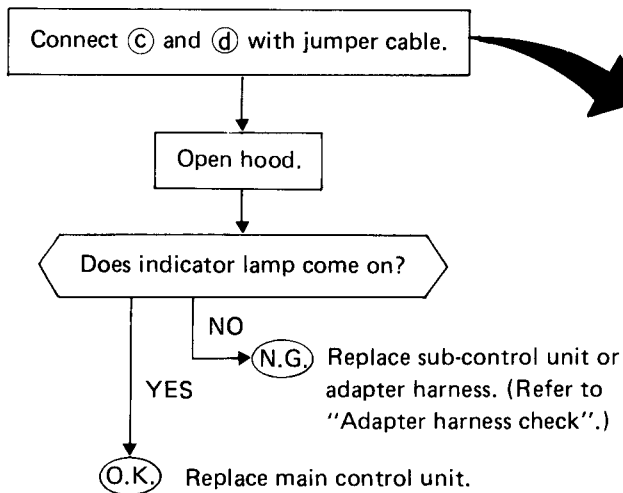 Connect ⓒ and ⓓ with jumper cable.
Open hood.
Does indicator lamp come on?
NO
N.G. Replace sub-control unit or
adapter harness. (Refer to
"Adapter harness check".)
YES
O.K. Replace main control unit.